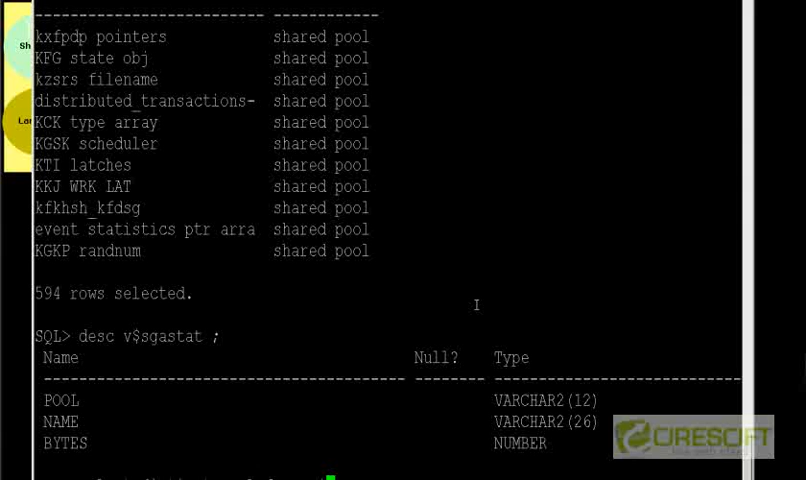 ------------------------- ------------
kxfpdp pointers shared pool
KFG state obj shared pool
kzsrs filename shared pool
distributed_transactions- shared pool
KCK type array shared pool
KGSK scheduler shared pool
KTI latches shared pool
KKJ WRK LAT shared pool
kfkhsh_kfdsg shared pool
event statistics ptr arra shared pool
KGKP randnum shared pool
594 rows selected.
SQL> desc v$sgastat ;
Name Null? Type
----------------------------------------- -------- ----------------------------
POOL VARCHAR2(12)
NAME VARCHAR2(26)
BYTES NUMBER
Sh
Lar